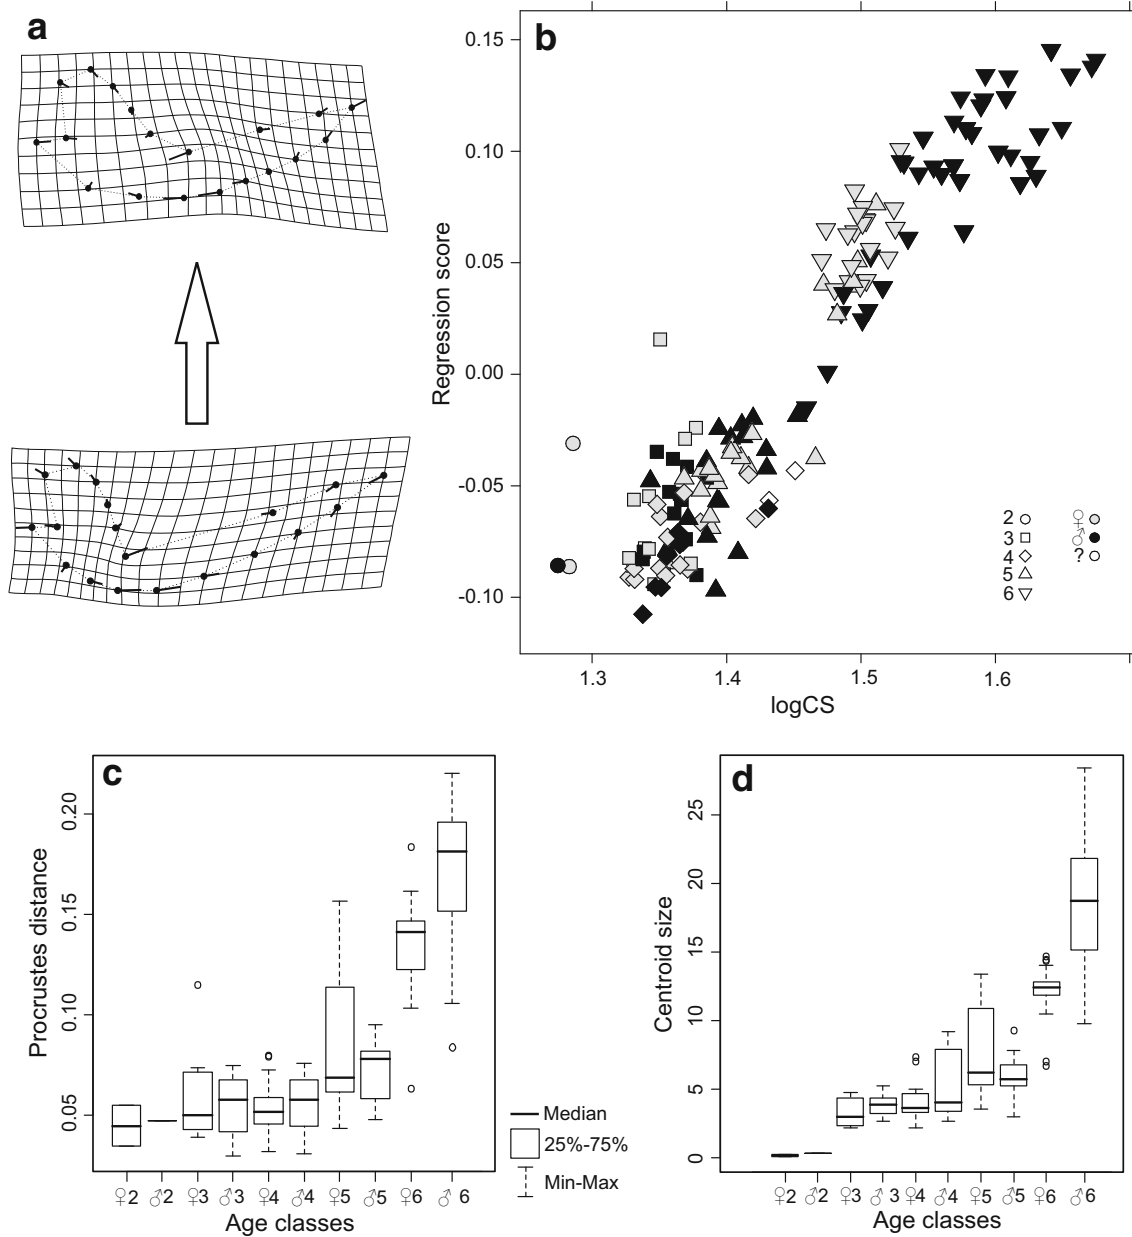 a
b
0.15
0.10
0.05
0.00
-0.05
-0.10
Regression score
2 ○ ♀ ○
3 □ ♂ ●
4 ◇ ? ○
5 △
6 ▽
1.3 1.4 1.5 1.6
logCS
c
0.20
0.15
0.10
0.05
Procrustes distance
♀2 ♂2 ♀3 ♂3 ♀4 ♂4 ♀5 ♂5 ♀6 ♂6
Age classes
Median
25%-75%
Min-Max
d
25
20
15
10
5
0
Centroid size
♀2 ♂2 ♀3 ♂3 ♀4 ♂4 ♀5 ♂5 ♀6 ♂6
Age classes